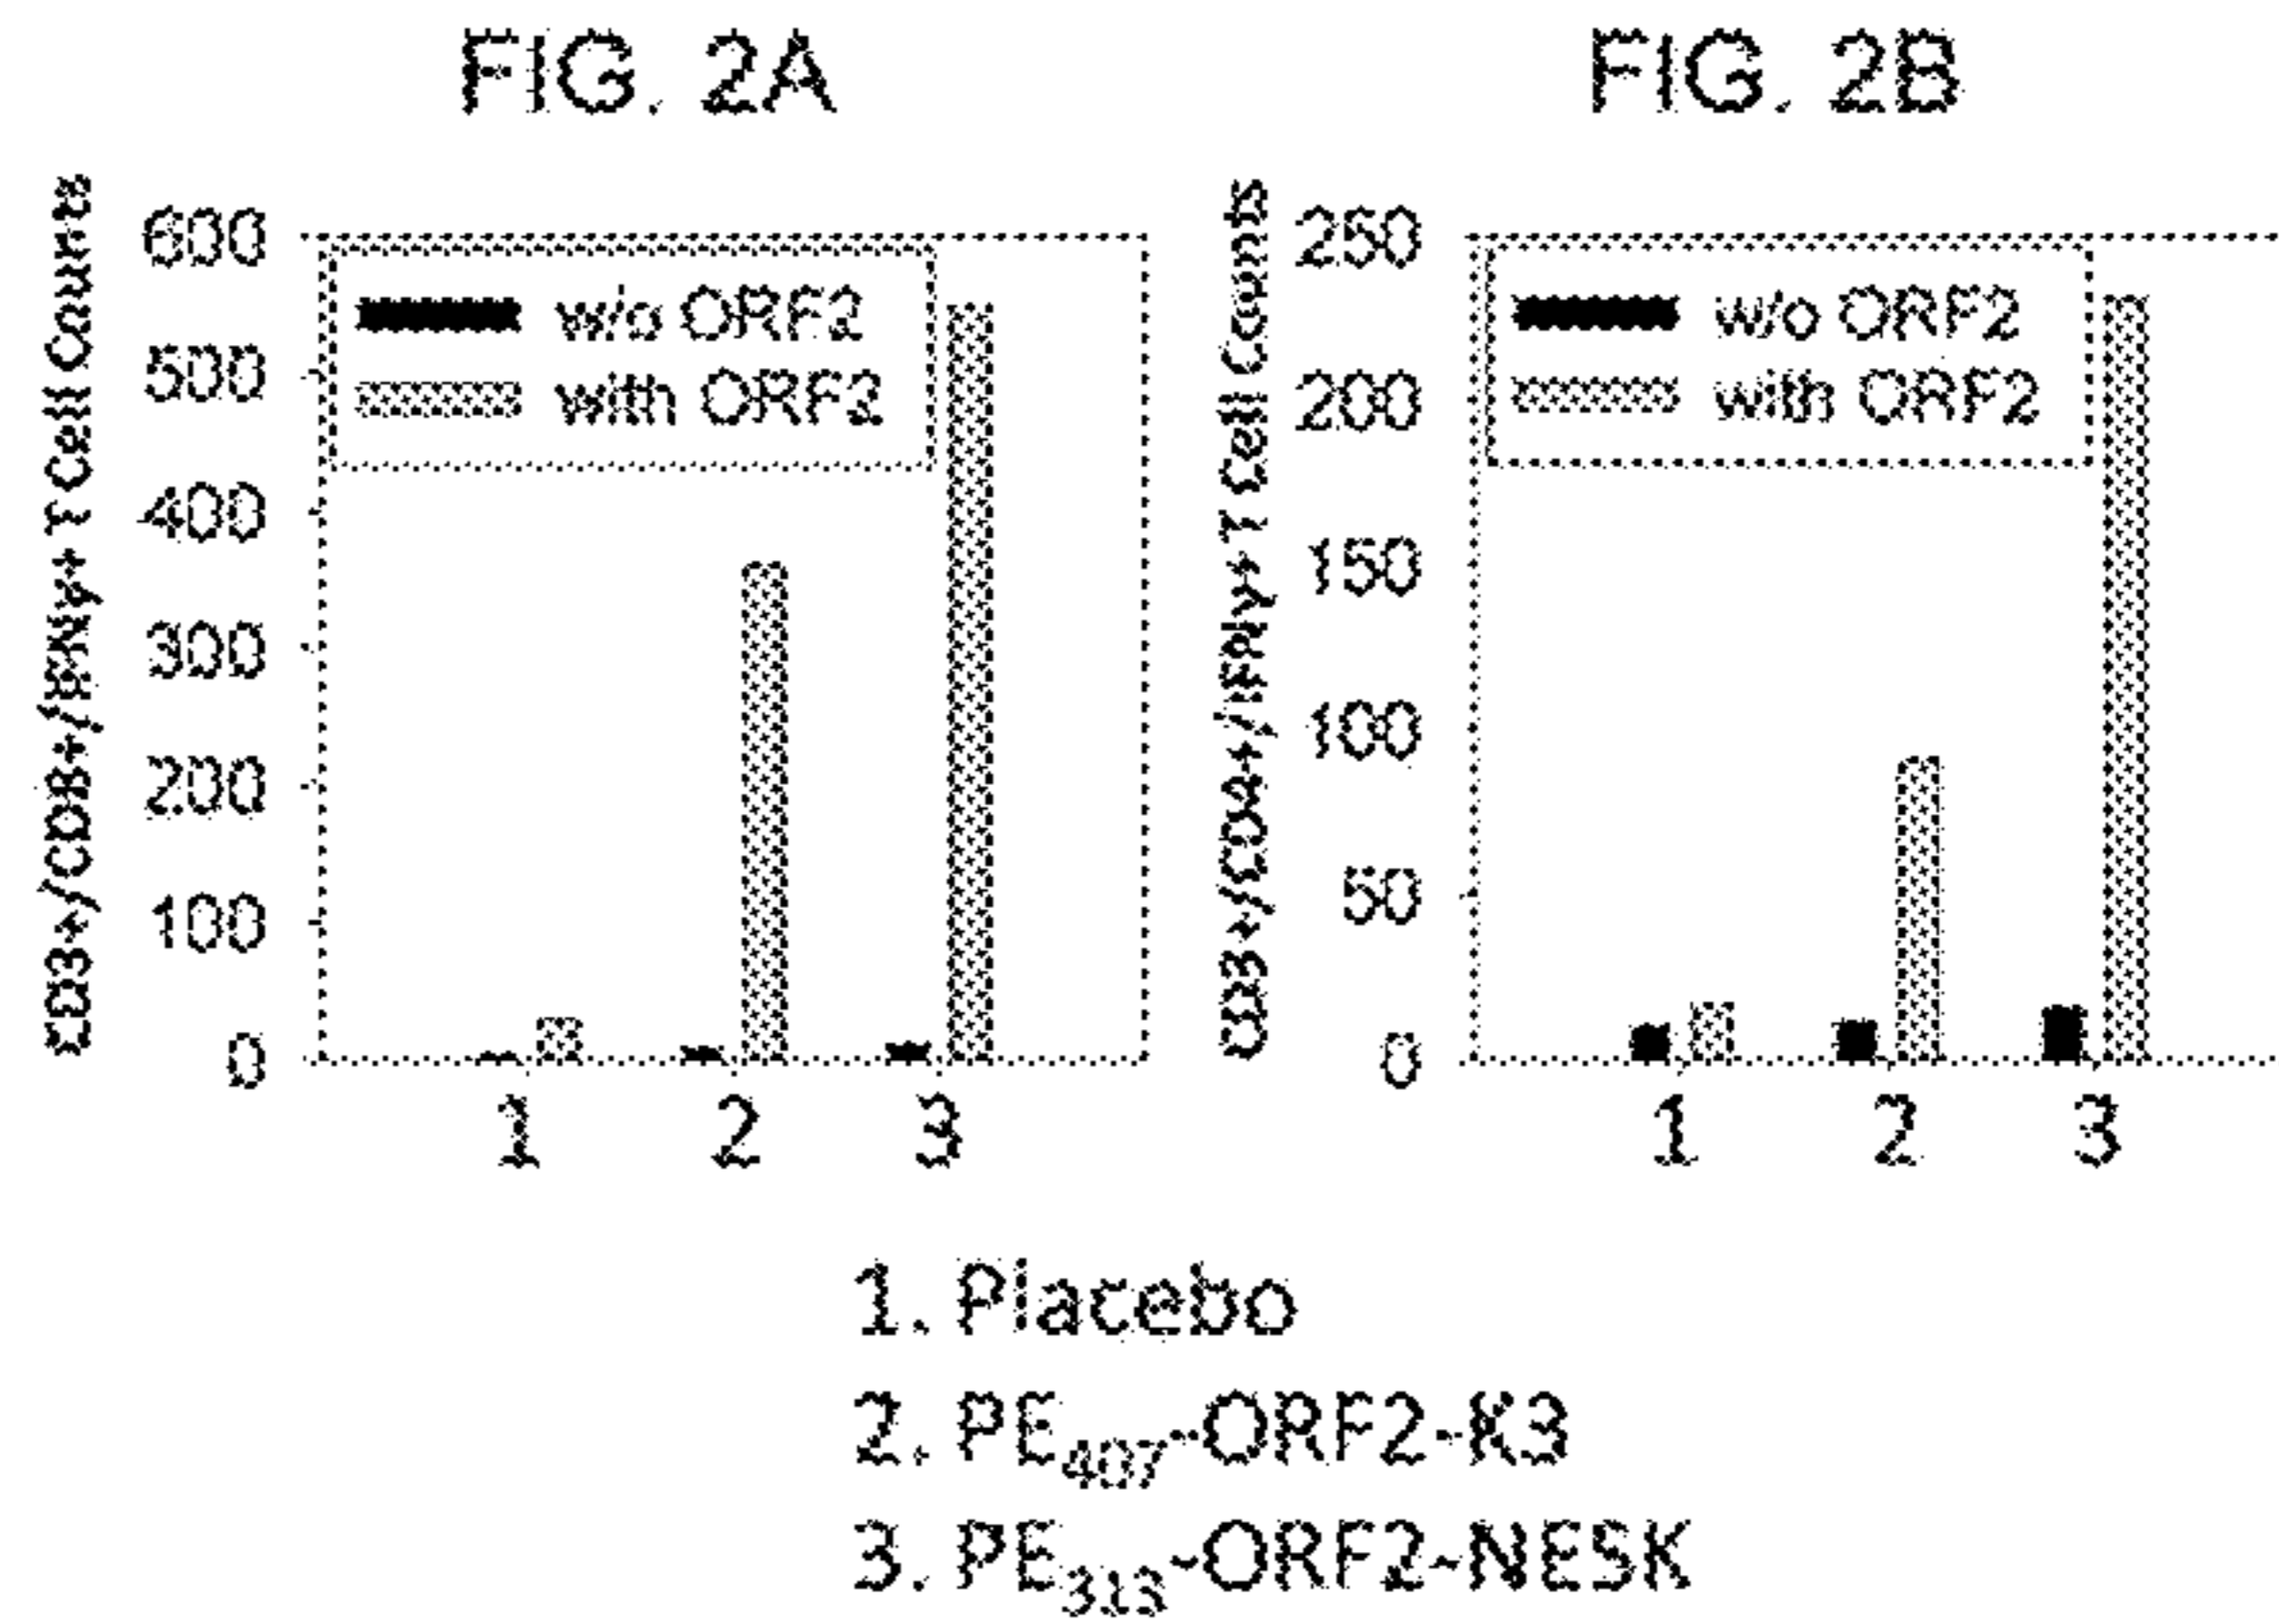 FIG. 2A
CD3+/CD8+/IFNγ+ T Cell Counts
600
500
400
300
200
100
0
w/o ORF2
with ORF2
1 2 3
FIG. 2B
CD3+/CD4+/IFNγ+ T Cell Counts
250
200
150
100
50
0
w/o ORF2
with ORF2
1 2 3
1. Placebo
2. PE407-ORF2-K3
3. PE313-ORF2-NESK